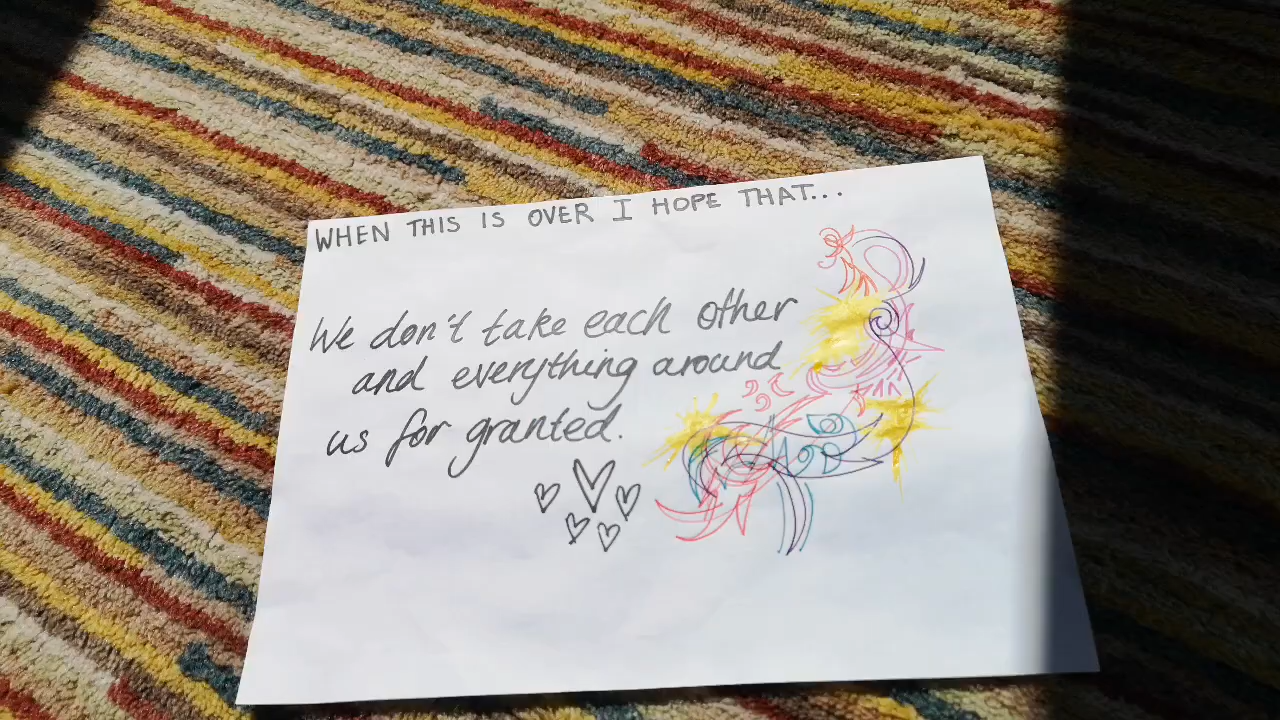 WHEN THIS IS OVER I HOPE THAT...
We don't take each other
and everything around
us for granted.